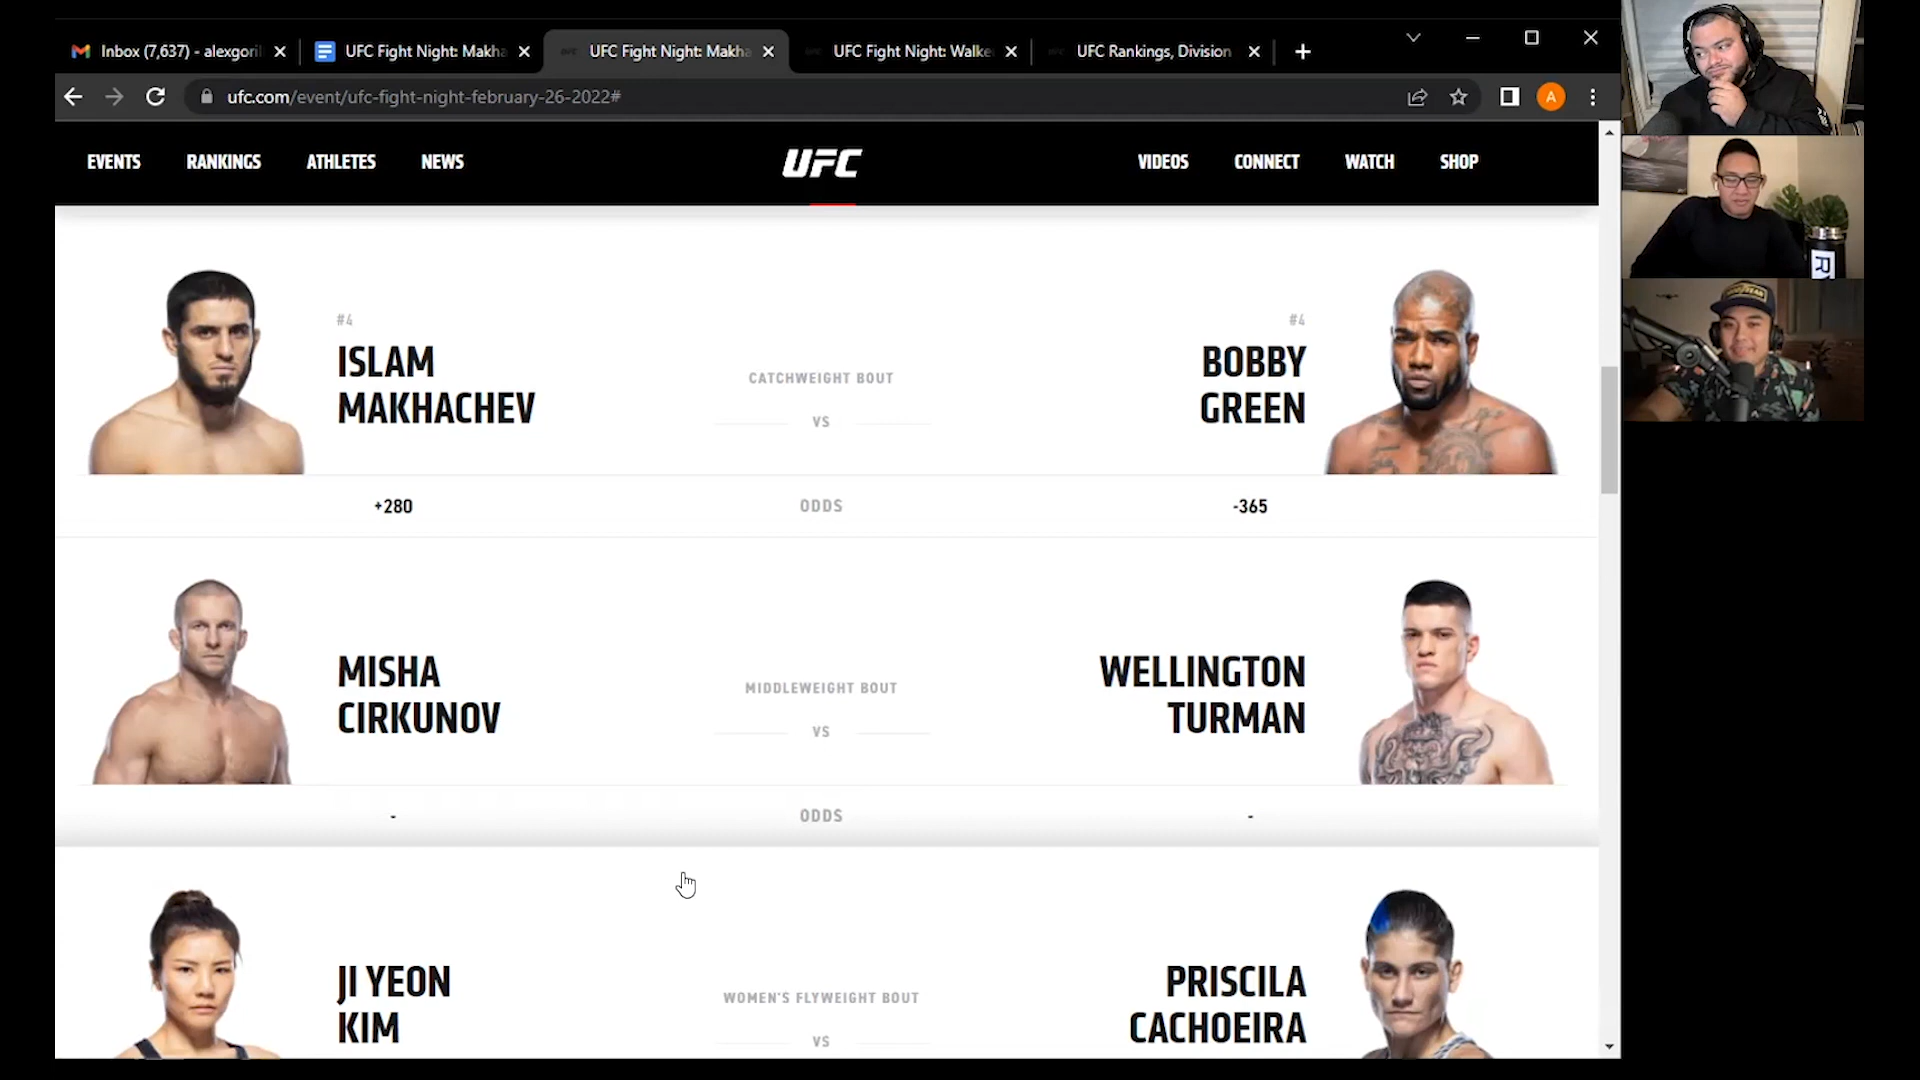 Inbox (7,637) - alexgoril
UFC Fight Night: Makha
UFC Fight Night: Makha
UFC Fight Night: Walke
UFC Rankings, Division
ufc.com/event/ufc-fight-night-february-26-2022#
A
EVENTS
RANKINGS
ATHLETES
NEWS
UFC
VIDEOS
CONNECT
WATCH
SHOP
#4
ISLAM
MAKHACHEV
CATCHWEIGHT BOUT
VS
#4
BOBBY
GREEN
+280
ODDS
-365
MISHA
CIRKUNOV
MIDDLEWEIGHT BOUT
VS
WELLINGTON
TURMAN
-
ODDS
-
JI YEON
KIM
WOMEN'S FLYWEIGHT BOUT
VS
PRISCILA
CACHOEIRA